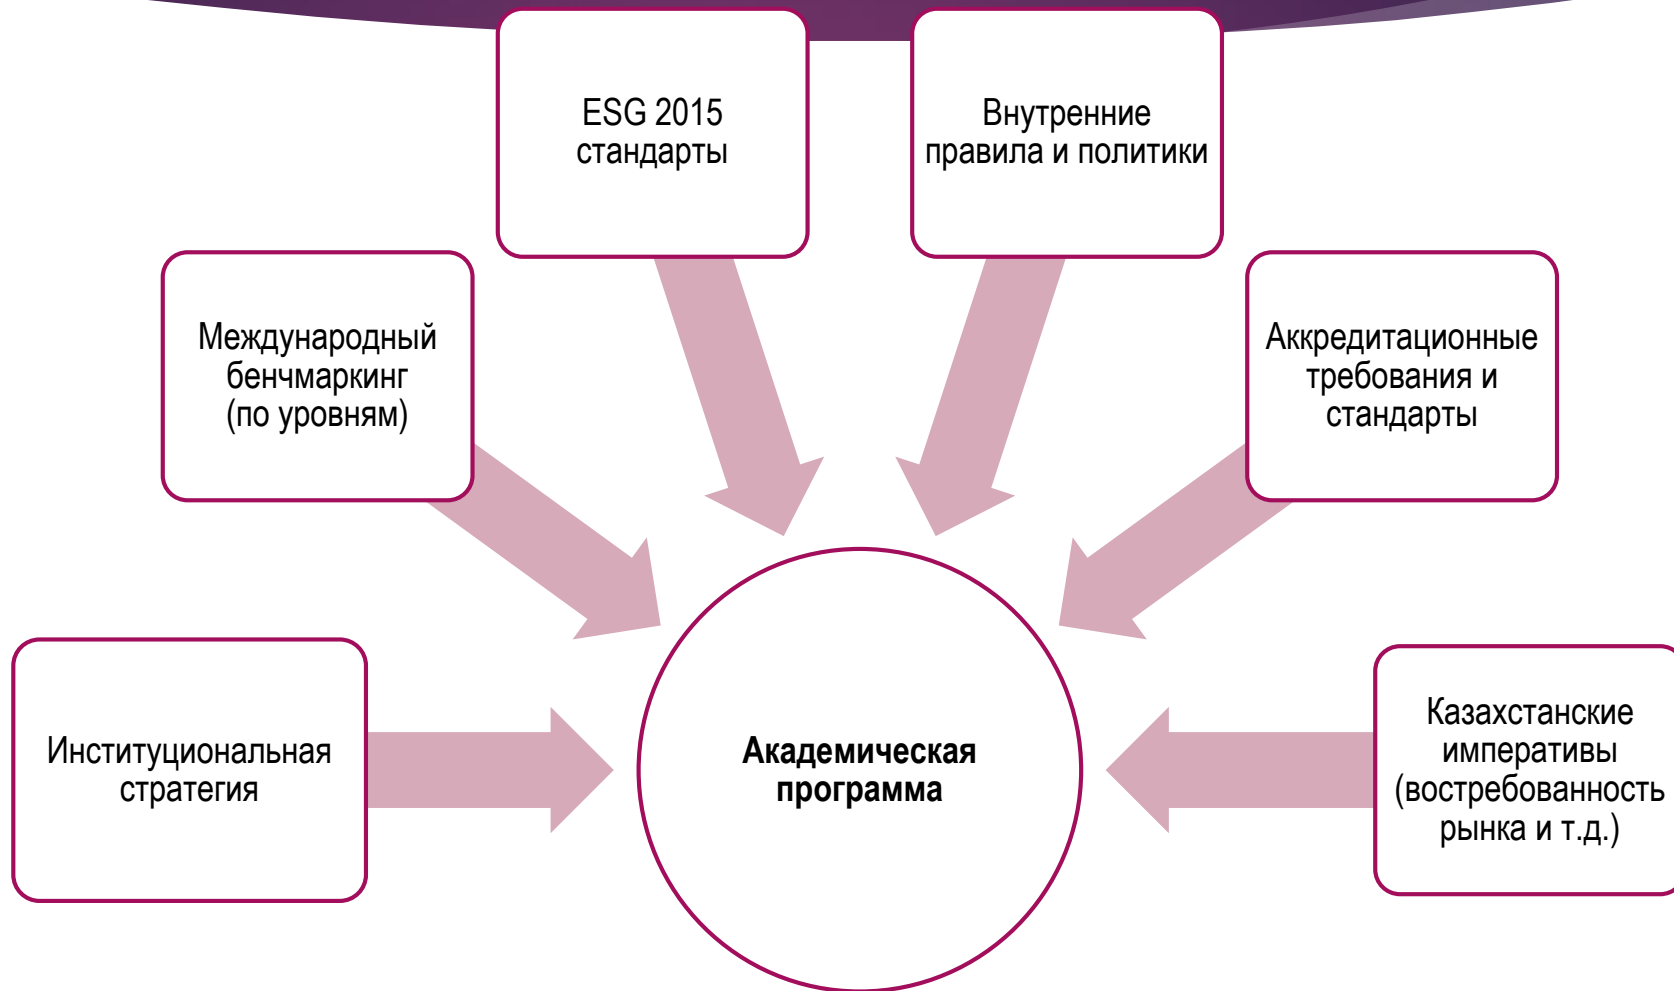 ESG 2015
стандарты
Внутренние
правила и политики
Международный
бенчмаркинг
(по уровням)
Аккредитационные
требования и
стандарты
Институциональная
стратегия
Академическая
программа
Казахстанские
императивы
(востребованность
рынка и т.д.)